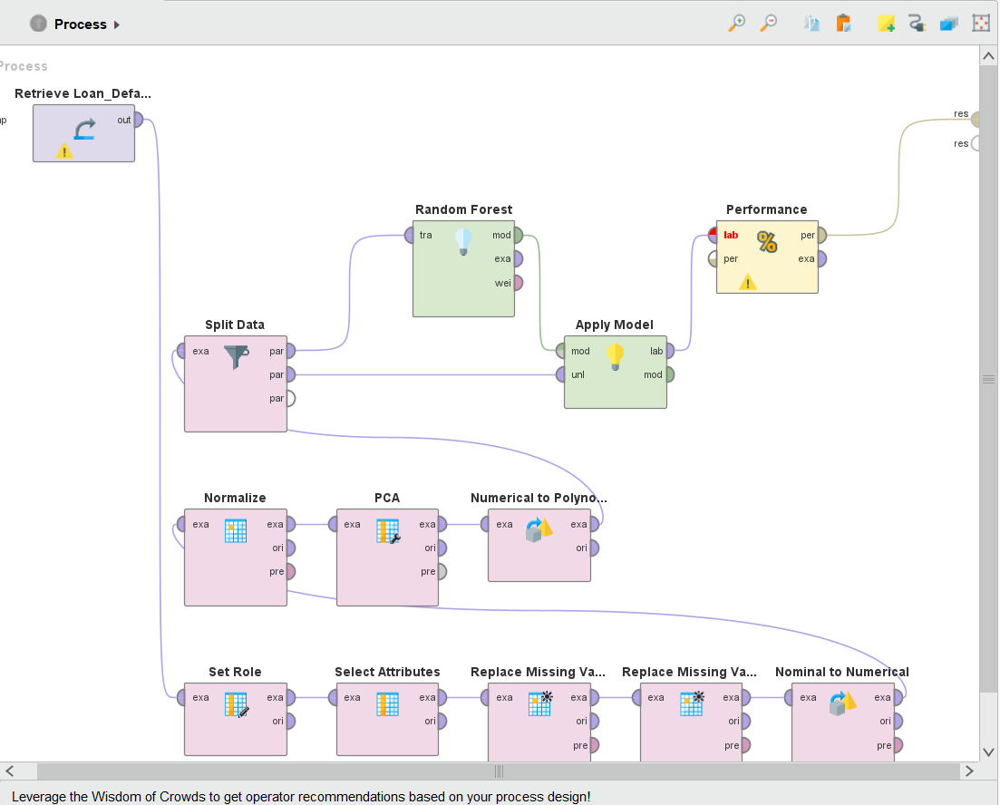 Process
Process
Retrieve Loan_Defa...
out
res
res
Random Forest
tra
mod
exa
wei
Performance
lab
per
per
exa
Split Data
exa
par
par
par
Apply Model
mod
lab
unl
mod
Normalize
exa
exa
ori
pre
PCA
exa
exa
ori
pre
Numerical to Polyno...
exa
exa
ori
Set Role
exa
exa
ori
Select Attributes
exa
exa
ori
Replace Missing Va...
exa
exa
ori
pre
Replace Missing Va...
exa
exa
ori
pre
Nominal to Numerical
exa
exa
ori
pre
Leverage the Wisdom of Crowds to get operator recommendations based on your process design!